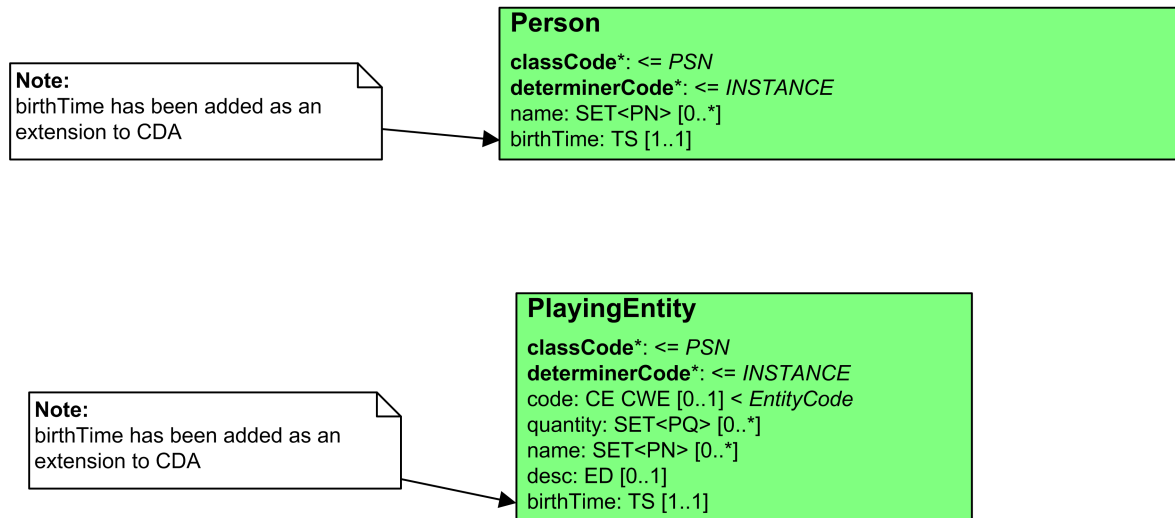 Person
Note:
birthTime has been added as an
extension to CDA
classCode*: <= PSN
determinerCode*: <= INSTANCE
name: SET<PN> [0..*]
birthTime: TS [1..1]
PlayingEntity
classCode*: <= PSN
determinerCode*: <= INSTANCE
code: CE CWE [0..1] < EntityCode
quantity: SET<PQ> [0..*]
name: SET<PN> [0..*]
desc: ED [0..1]
birthTime: TS [1..1]
Note:
birthTime has been added as an
extension to CDA